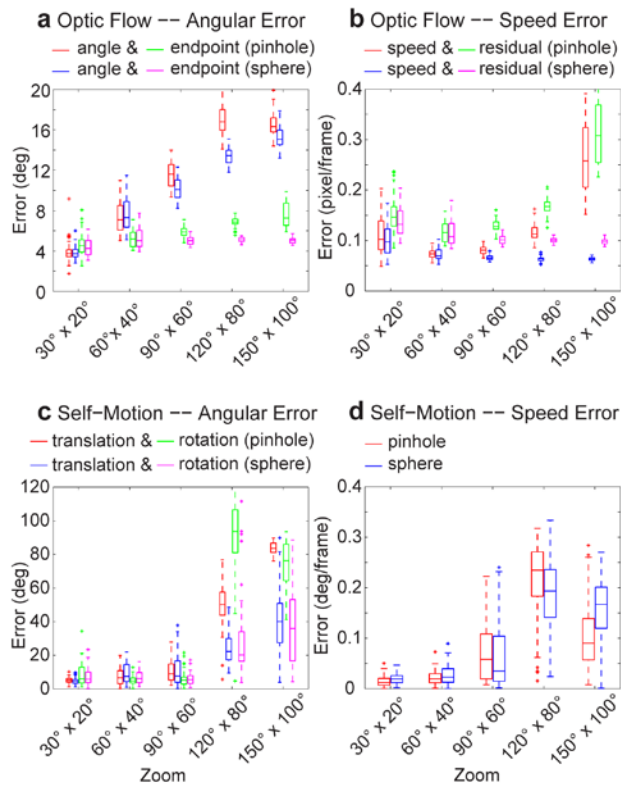 a Optic Flow -- Angular Error
angle & endpoint (pinhole)
angle & endpoint (sphere)
20
16
12
8
4
0
Error (deg)
30° x 20°
60°x 40°
90° x 60°
120° x 80°
150° x 100°
b Optic Flow -- Speed Error
speed & residual (pinhole)
speed & residual (sphere)
0.4
0.3
0.2
0.1
0
Error (pixel/frame)
30° x 20°
60° x 40°
90° x 60°
120° x 80°
150° x 100°
c Self-Motion -- Angular Error
translation & rotation (pinhole)
translation & rotation (sphere)
120
100
80
60
40
20
0
Error (deg)
30° x 20°
60° x 40°
90° x 60°
120° x 80°
150° x 100°
Zoom
d Self-Motion -- Speed Error
pinhole
sphere
0.4
0.3
0.2
0.1
0
Error (deg/frame)
30° x 20°
60° x 40°
90° x 60°
120° x 80°
150° x 100°
Zoom